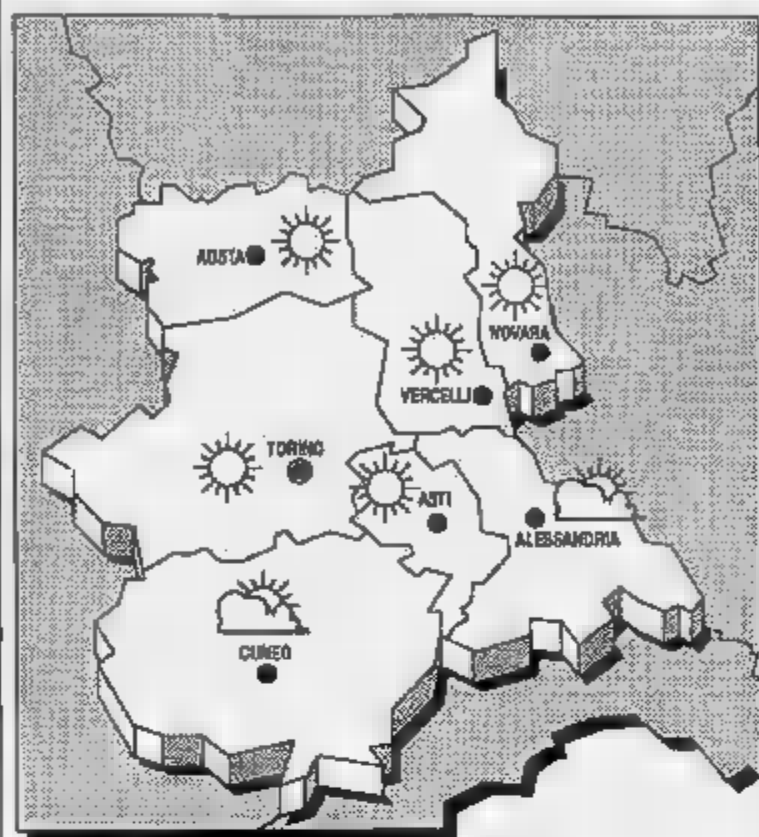 AOSTA
NOVARA
VERCELLI
TORINO
ASTI
ALESSANDRIA
CUNEO